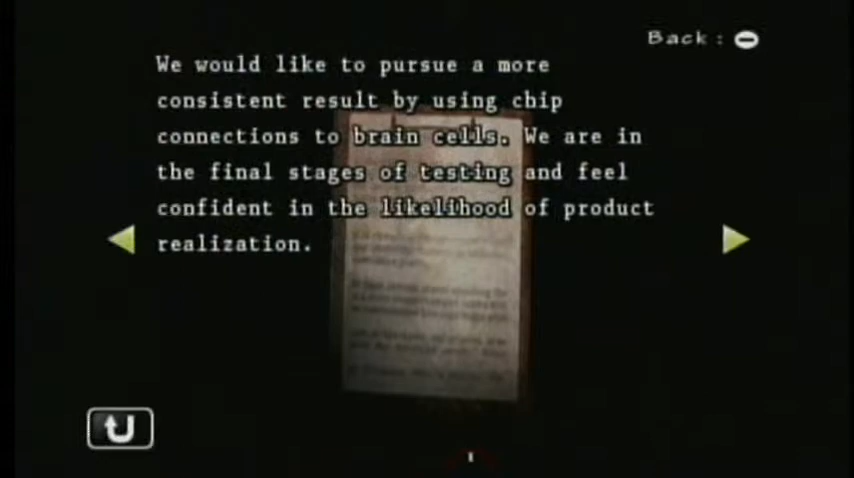 Back :
We would like to pursue a more
consistent result by using chip
connections to brain cells. We are in
the final stages of testing and feel
confident in the likelihood of product
realization.